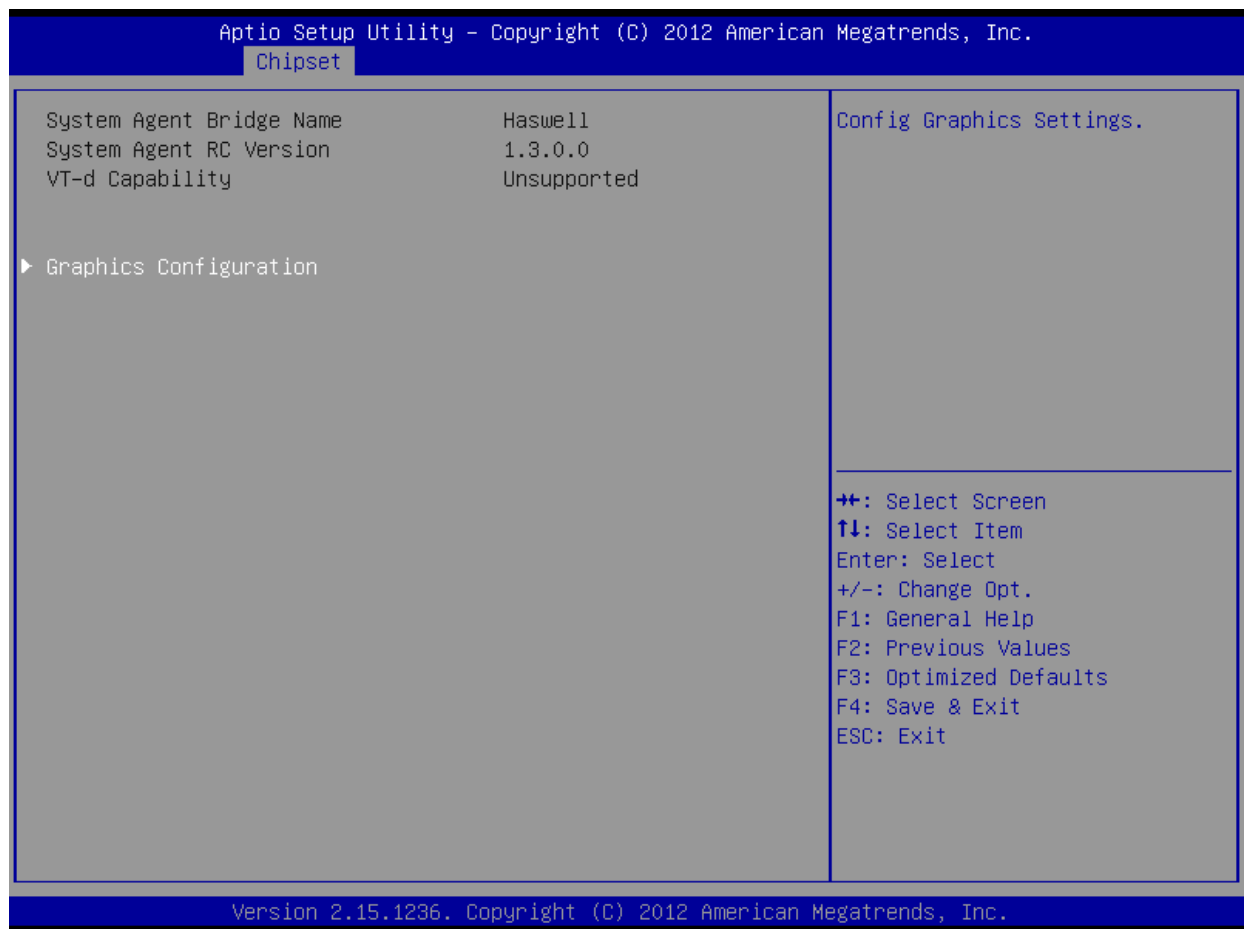 Aptio Setup Utility – Copyright (C) 2012 American Megatrends, Inc.
Chipset
System Agent Bridge Name Haswell
System Agent RC Version 1.3.0.0
VT-d Capability Unsupported
▶ Graphics Configuration
Config Graphics Settings.
→←: Select Screen
↑↓: Select Item
Enter: Select
+/-: Change Opt.
F1: General Help
F2: Previous Values
F3: Optimized Defaults
F4: Save & Exit
ESC: Exit
Version 2.15.1236. Copyright (C) 2012 American Megatrends, Inc.